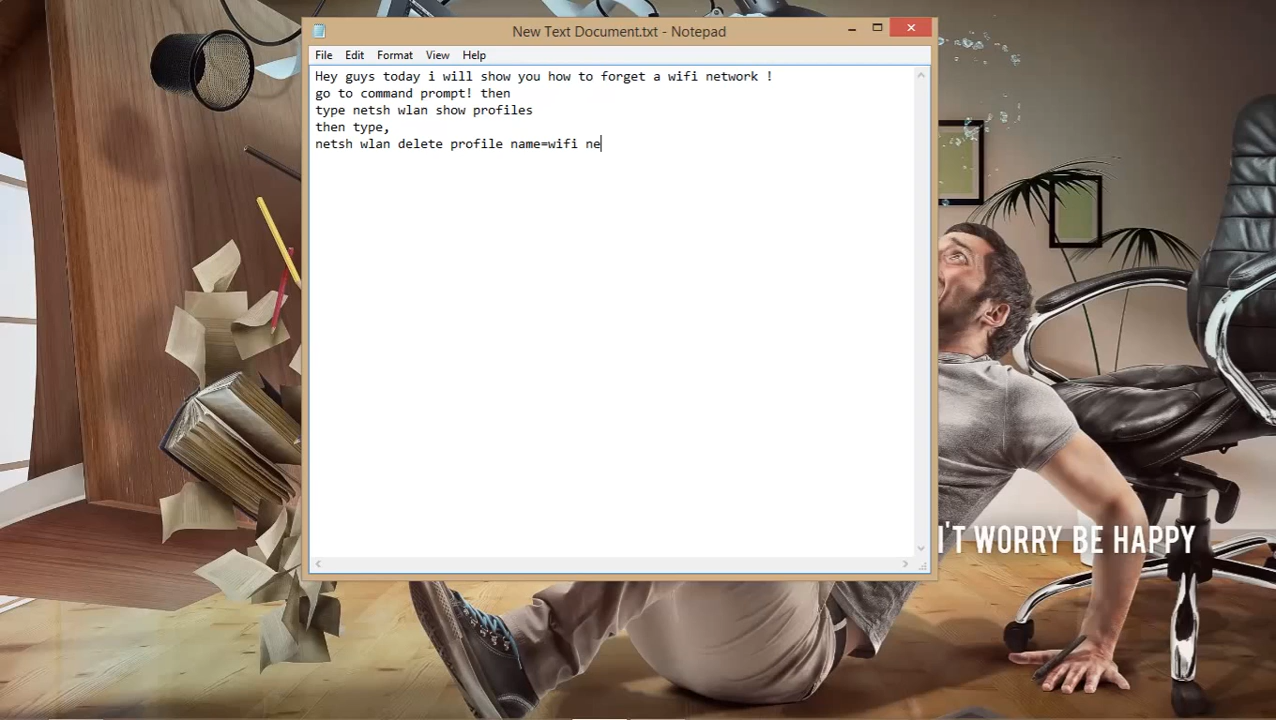 New Text Document.txt - Notepad
File Edit Format View Help
Hey guys today i will show you how to forget a wifi network !
go to command prompt! then
type netsh wlan show profiles
then type,
netsh wlan delete profile name=wifi ne
'T WORRY BE HAPPY